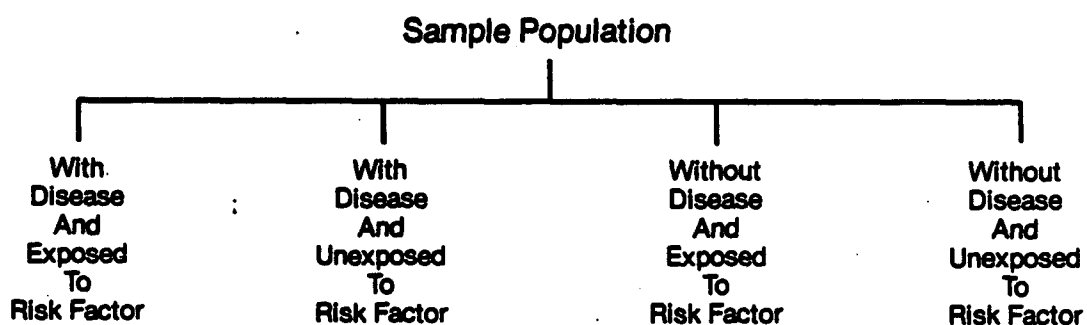 Sample Population
With
Disease
And
Exposed
To
Risk Factor
With
Disease
And
Unexposed
To
Risk Factor
Without
Disease
And
Exposed
To
Risk Factor
Without
Disease
And
Unexposed
To
Risk Factor